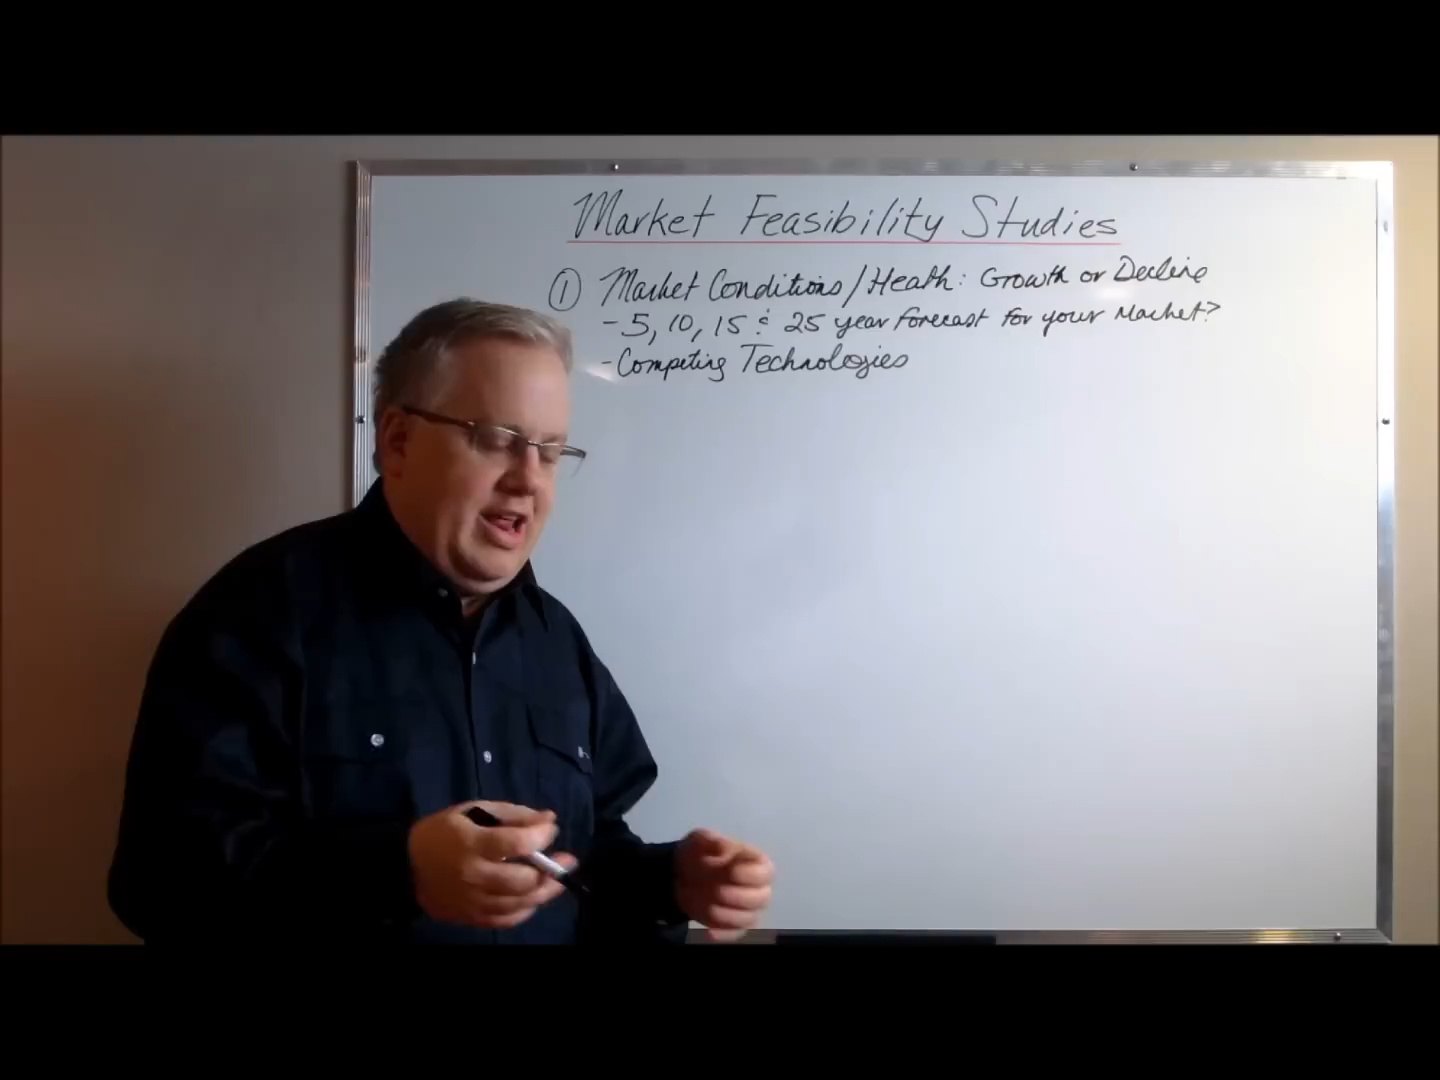 Market Feasibility Studies
① Market Conditions/Heath: Growth or Decline
- 5, 10, 15 & 25 year forecast for your Market?
- Competing Technologies